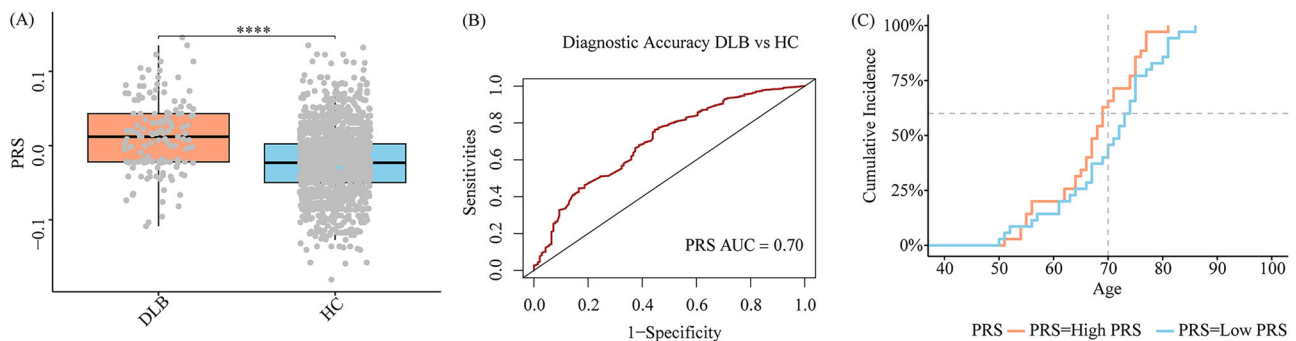 (A)
****
PRS
0.1
0.0
−0.1
DLB
HC
(B)
Diagnostic Accuracy DLB vs HC
Sensitivities
1.0
0.8
0.6
0.4
0.2
0.0
PRS AUC = 0.70
0.0 0.2 0.4 0.6 0.8 1.0
1-Specificity
(C)
Cumulative Incidence
100%
75%
50%
25%
0%
40 50 60 70 80 90 100
Age
PRS PRS=High PRS PRS=Low PRS